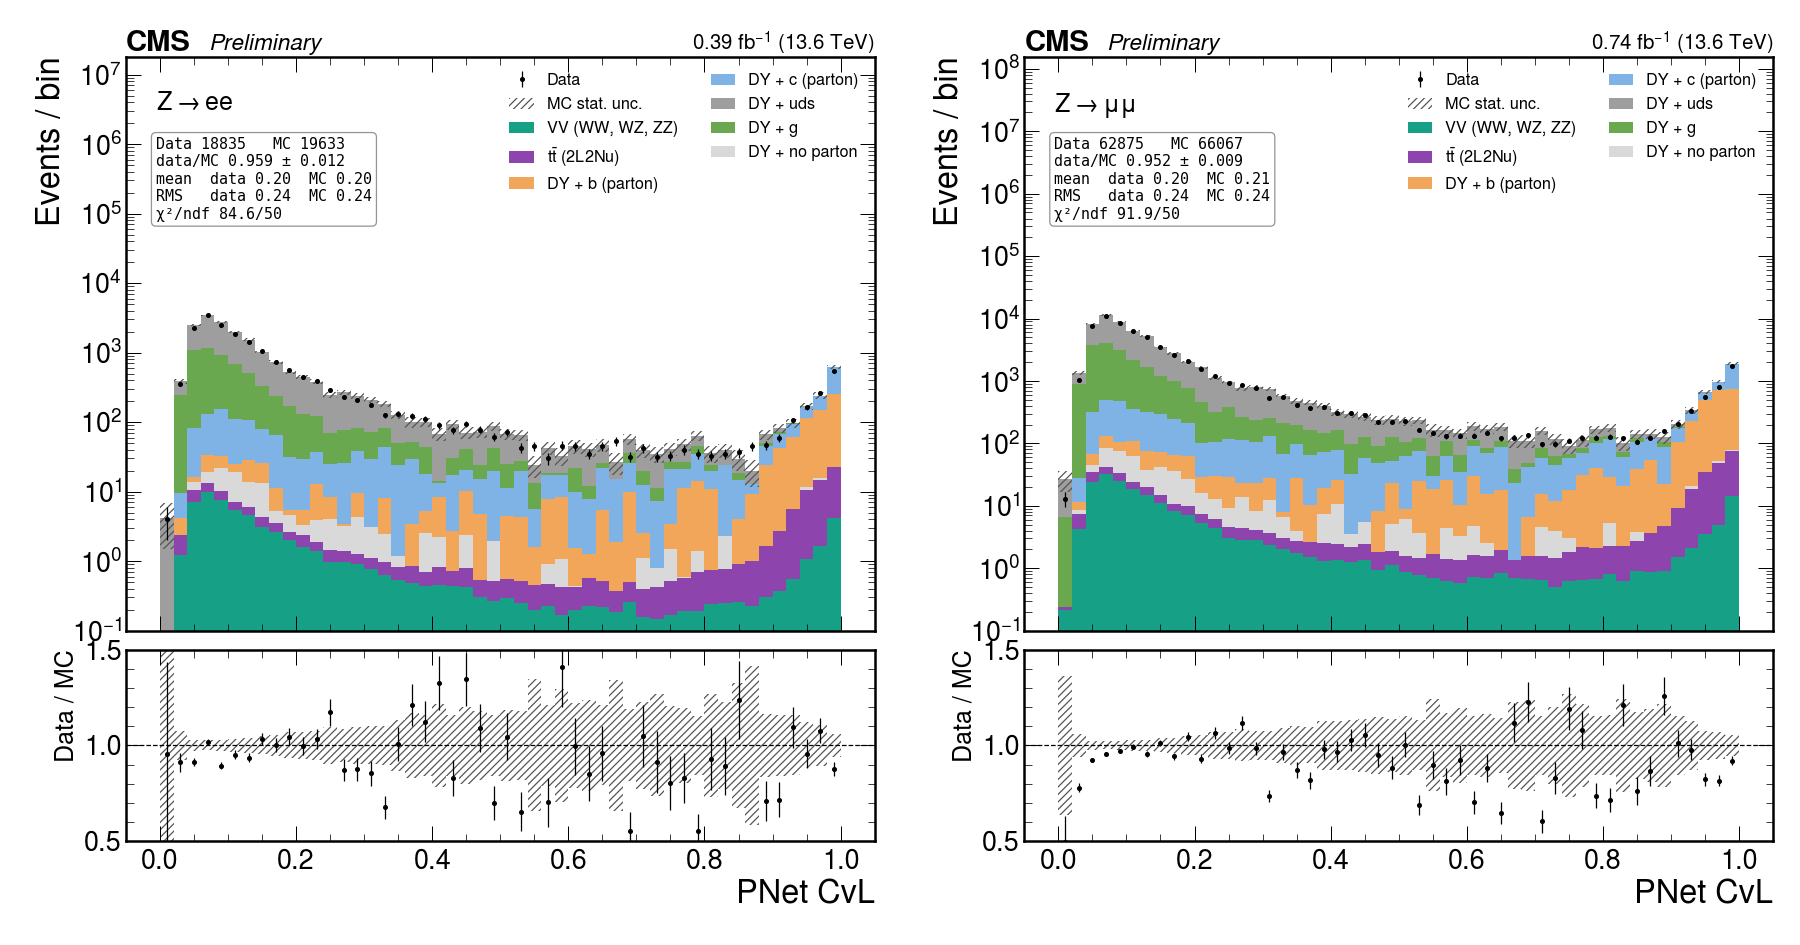 CMS Preliminary 0.39 fb⁻¹ (13.6 TeV)
Events / bin
10⁷
10⁶
10⁵
10⁴
10³
10²
10¹
10⁰
10⁻¹
Z→ee
Data 18835 MC 19633
data/MC 0.959 ± 0.012
mean data 0.20 MC 0.20
RMS data 0.24 MC 0.24
χ²/ndf 84.6/50
Data
MC stat. unc.
VV (WW, WZ, ZZ)
tt̄ (2L2Nu)
DY + b (parton)
DY + c (parton)
DY + uds
DY + g
DY + no parton
Data / MC
1.5
1.0
0.5
0.0 0.2 0.4 0.6 0.8 1.0
PNet CvL
CMS Preliminary 0.74 fb⁻¹ (13.6 TeV)
Events / bin
10⁸
10⁷
10⁶
10⁵
10⁴
10³
10²
10¹
10⁰
10⁻¹
Z→μμ
Data 62875 MC 66067
data/MC 0.952 ± 0.009
mean data 0.20 MC 0.21
RMS data 0.24 MC 0.24
χ²/ndf 91.9/50
Data
MC stat. unc.
VV (WW, WZ, ZZ)
tt̄ (2L2Nu)
DY + b (parton)
DY + c (parton)
DY + uds
DY + g
DY + no parton
Data / MC
1.5
1.0
0.5
0.0 0.2 0.4 0.6 0.8 1.0
PNet CvL